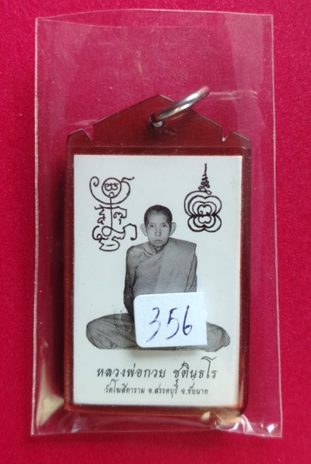 356
หลวงพ่อกวย ชุตินฺธโร
วัดโฆสิตาราม อ.สรรคบุรี จ.ชัยนาท